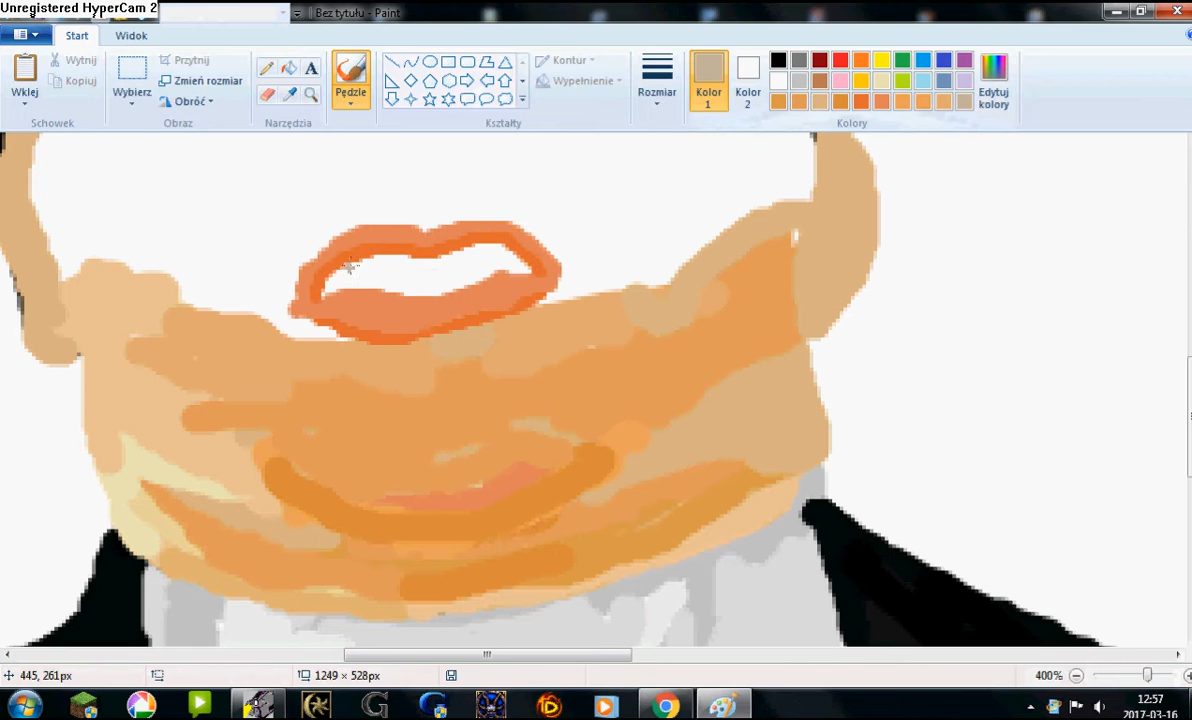 Unregistered HyperCam 2
Bez tytułu - Paint
Start Widok
Wklej
Wytnij
Kopiuj
Schowek
Wybierz
Przytnij
Zmień rozmiar
Obróć
Obraz
A
Narzędzia
Pędzle
Kontur
Wypełnienie
Kształty
Rozmiar
Kolor 1
Kolor 2
Edytuj kolory
Kolory
445, 261px
1249 × 528px
400%
12:57
2017-03-16